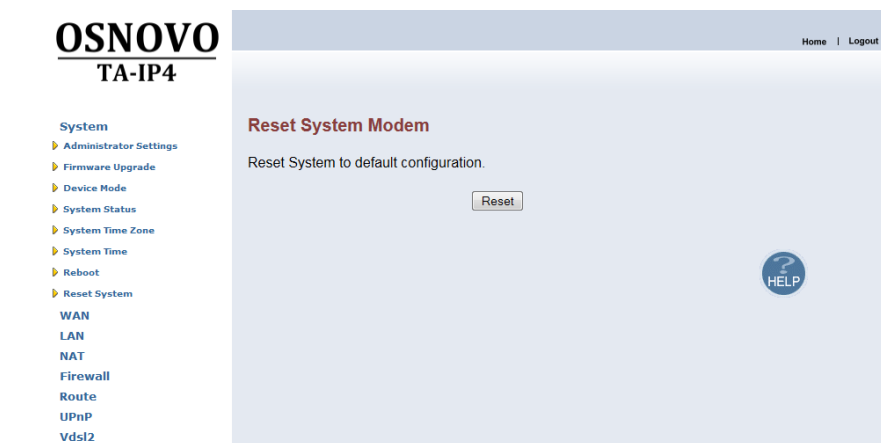 OSNOVO
TA-IP4
Home | Logout
System
Administrator Settings
Firmware Upgrade
Device Mode
System Status
System Time Zone
System Time
Reboot
Reset System
WAN
LAN
NAT
Firewall
Route
UPnP
Vdsl2
Reset System Modem
Reset System to default configuration.
Reset
?
HELP